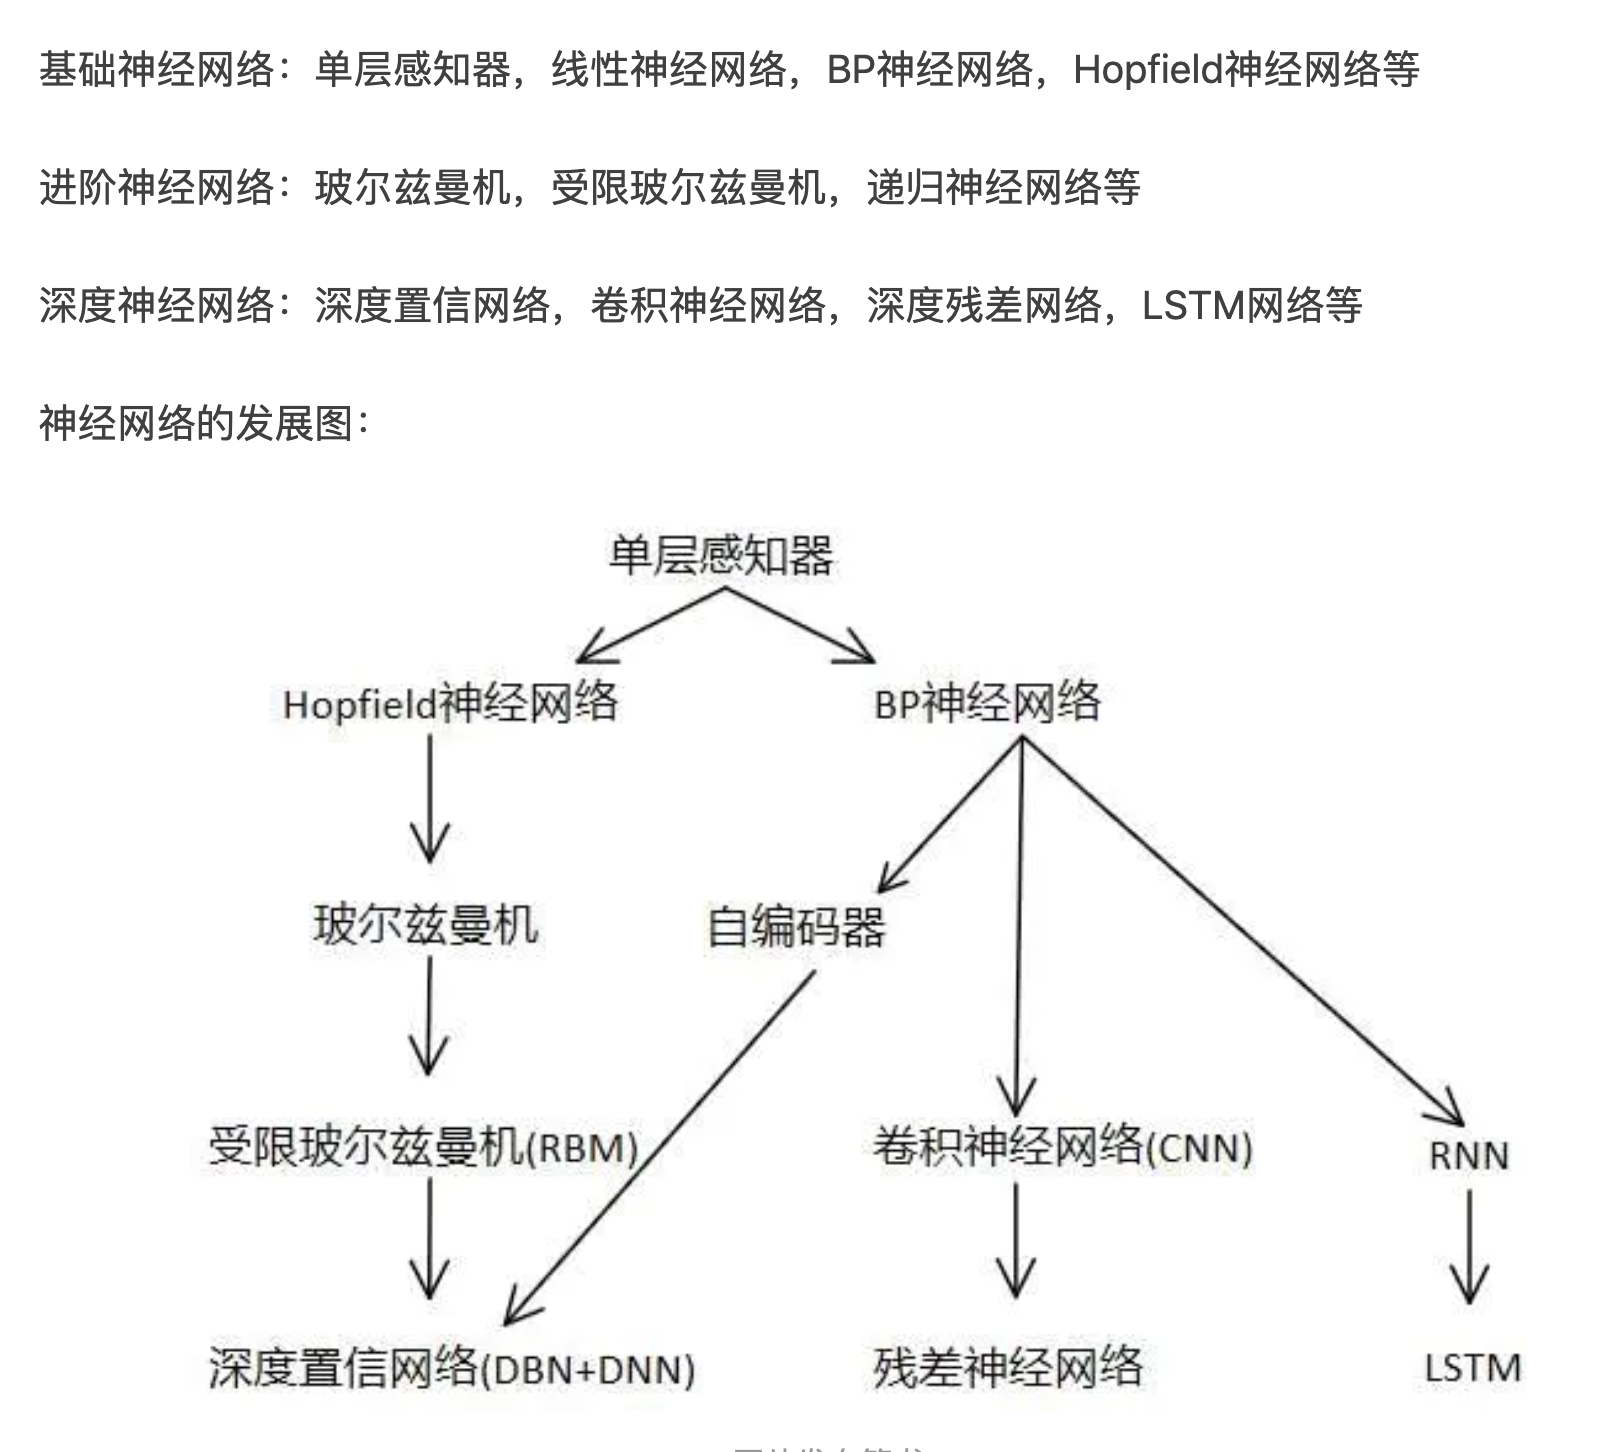 基础神经网络：单层感知器，线性神经网络，BP神经网络，Hopfield神经网络等
进阶神经网络：玻尔兹曼机，受限玻尔兹曼机，递归神经网络等
深度神经网络：深度置信网络，卷积神经网络，深度残差网络，LSTM网络等
神经网络的发展图：
单层感知器
Hopfield神经网络
BP神经网络
玻尔兹曼机
自编码器
受限玻尔兹曼机(RBM)
卷积神经网络(CNN)
RNN
深度置信网络(DBN+DNN)
残差神经网络
LSTM